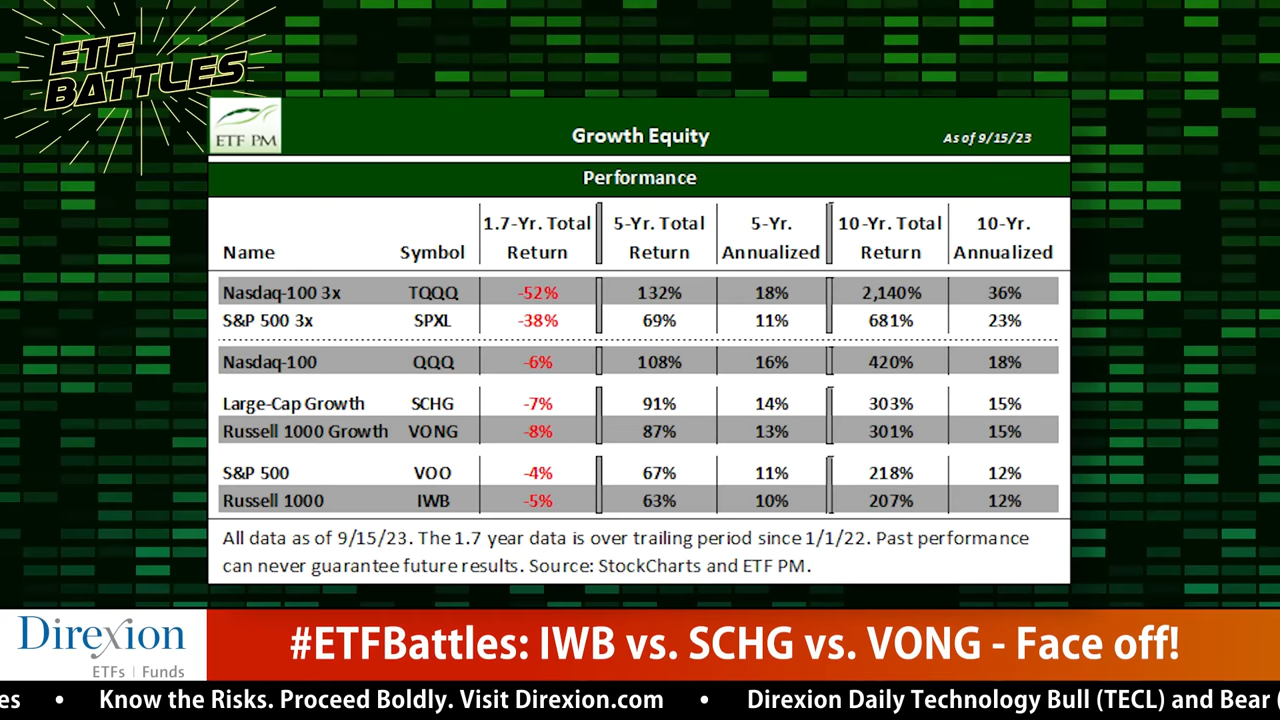 ETF
BATTLES
ETF PM
Growth Equity
As of 9/15/23
Performance
Name Symbol 1.7-Yr. Total Return 5-Yr. Total Return 5-Yr. Annualized 10-Yr. Total Return 10-Yr. Annualized
Nasdaq-100 3x TQQQ -52% 132% 18% 2,140% 36%
S&P 500 3x SPXL -38% 69% 11% 681% 23%
Nasdaq-100 QQQ -6% 108% 16% 420% 18%
Large-Cap Growth SCHG -7% 91% 14% 303% 15%
Russell 1000 Growth VONG -8% 87% 13% 301% 15%
S&P 500 VOO -4% 67% 11% 218% 12%
Russell 1000 IWB -5% 63% 10% 207% 12%
All data as of 9/15/23. The 1.7 year data is over trailing period since 1/1/22. Past performance
can never guarantee future results. Source: StockCharts and ETF PM.
Direxion
ETFs | Funds
#ETFBattles: IWB vs. SCHG vs. VONG - Face off!
es • Know the Risks. Proceed Boldly. Visit Direxion.com • Direxion Daily Technology Bull (TECL) and Bear (